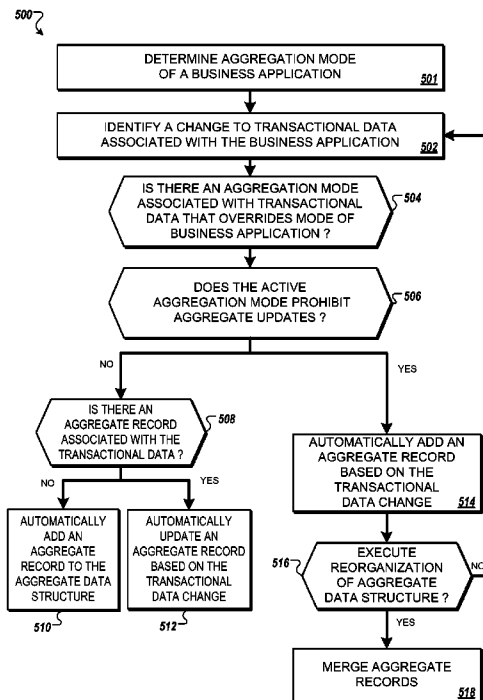 500
DETERMINE AGGREGATION MODE
OF A BUSINESS APPLICATION
501
IDENTIFY A CHANGE TO TRANSACTIONAL DATA
ASSOCIATED WITH THE BUSINESS APPLICATION
502
IS THERE AN AGGREGATION MODE
ASSOCIATED WITH TRANSACTIONAL
DATA THAT OVERRIDES MODE OF
BUSINESS APPLICATION ?
504
DOES THE ACTIVE
AGGREGATION MODE PROHIBIT
AGGREGATE UPDATES ?
506
NO
YES
IS THERE AN
AGGREGATE RECORD
ASSOCIATED WITH THE
TRANSACTIONAL DATA ?
508
NO
YES
AUTOMATICALLY
ADD AN
AGGREGATE
RECORD TO THE
AGGREGATE DATA
STRUCTURE
510
AUTOMATICALLY
UPDATE AN
AGGREGATE RECORD
BASED ON THE
TRANSACTIONAL
DATA CHANGE
512
AUTOMATICALLY ADD AN
AGGREGATE RECORD
BASED ON THE
TRANSACTIONAL
DATA CHANGE
514
EXECUTE
REORGANIZATION
OF AGGREGATE
DATA STRUCTURE ?
516
NO
YES
MERGE AGGREGATE
RECORDS
518